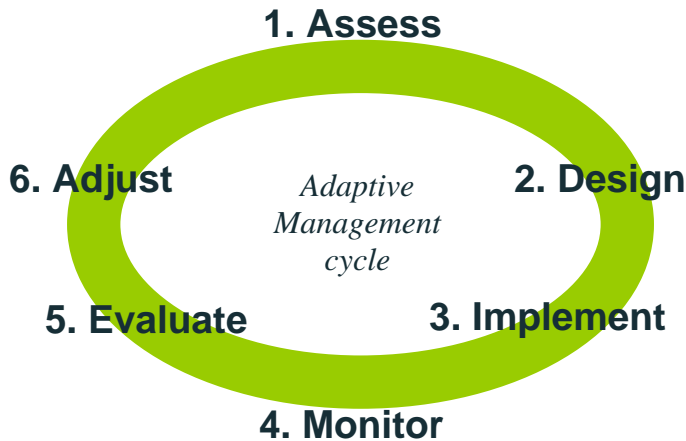 1. Assess
2. Design
3. Implement
4. Monitor
5. Evaluate
6. Adjust
Adaptive
Management
cycle